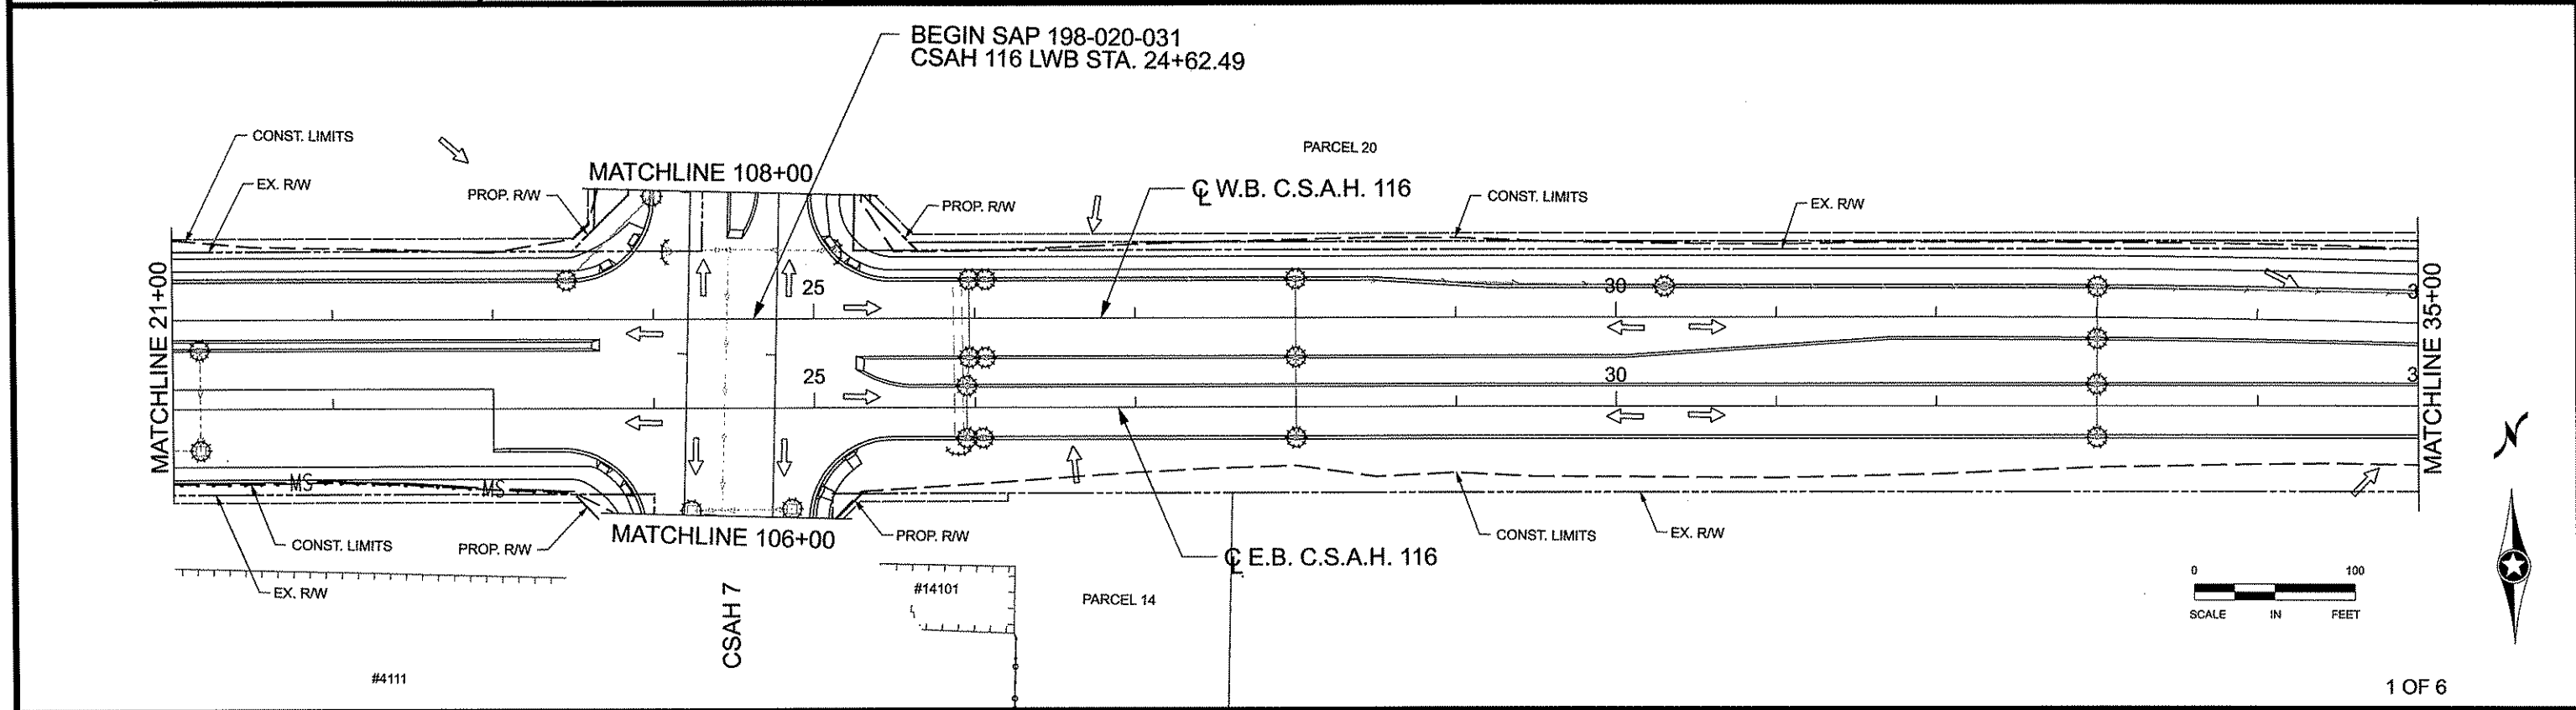 BEGIN SAP 198-020-031
CSAH 116 LWB STA. 24+62.49
CONST. LIMITS
PARCEL 20
MATCHLINE 108+00
EX. R/W
PROP. R/W
℄ W.B. C.S.A.H. 116
CONST. LIMITS
PROP. R/W
EX. R/W
MATCHLINE 21+00
25
30
3
MATCHLINE 35+00
25
30
3
N
MS
MS
MATCHLINE 106+00
PROP. R/W
CONST. LIMITS
EX. R/W
CONST. LIMITS
PROP. R/W
℄ E.B. C.S.A.H. 116
0 100
SCALE IN FEET
EX. R/W
CSAH 7
#14101
PARCEL 14
#4111
1 OF 6